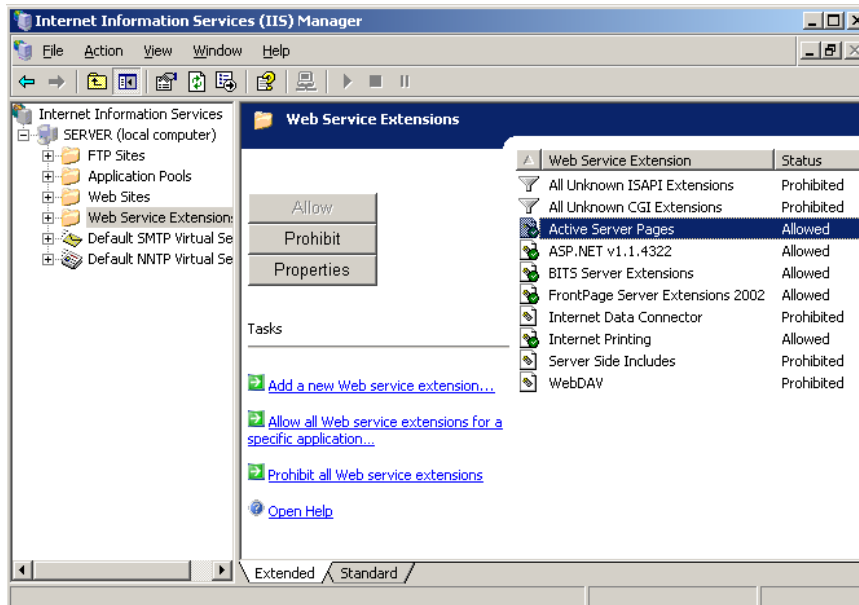 Internet Information Services (IIS) Manager
File Action View Window Help
Internet Information Services
SERVER (local computer)
FTP Sites
Application Pools
Web Sites
Web Service Extension
Default SMTP Virtual Se
Default NNTP Virtual Se
Web Service Extensions
Allow
Prohibit
Properties
Tasks
Add a new Web service extension...
Allow all Web service extensions for a
specific application...
Prohibit all Web service extensions
Open Help
Web Service Extension Status
All Unknown ISAPI Extensions Prohibited
All Unknown CGI Extensions Prohibited
Active Server Pages Allowed
ASP.NET v1.1.4322 Allowed
BITS Server Extensions Allowed
FrontPage Server Extensions 2002 Allowed
Internet Data Connector Prohibited
Internet Printing Allowed
Server Side Includes Prohibited
WebDAV Prohibited
Extended Standard